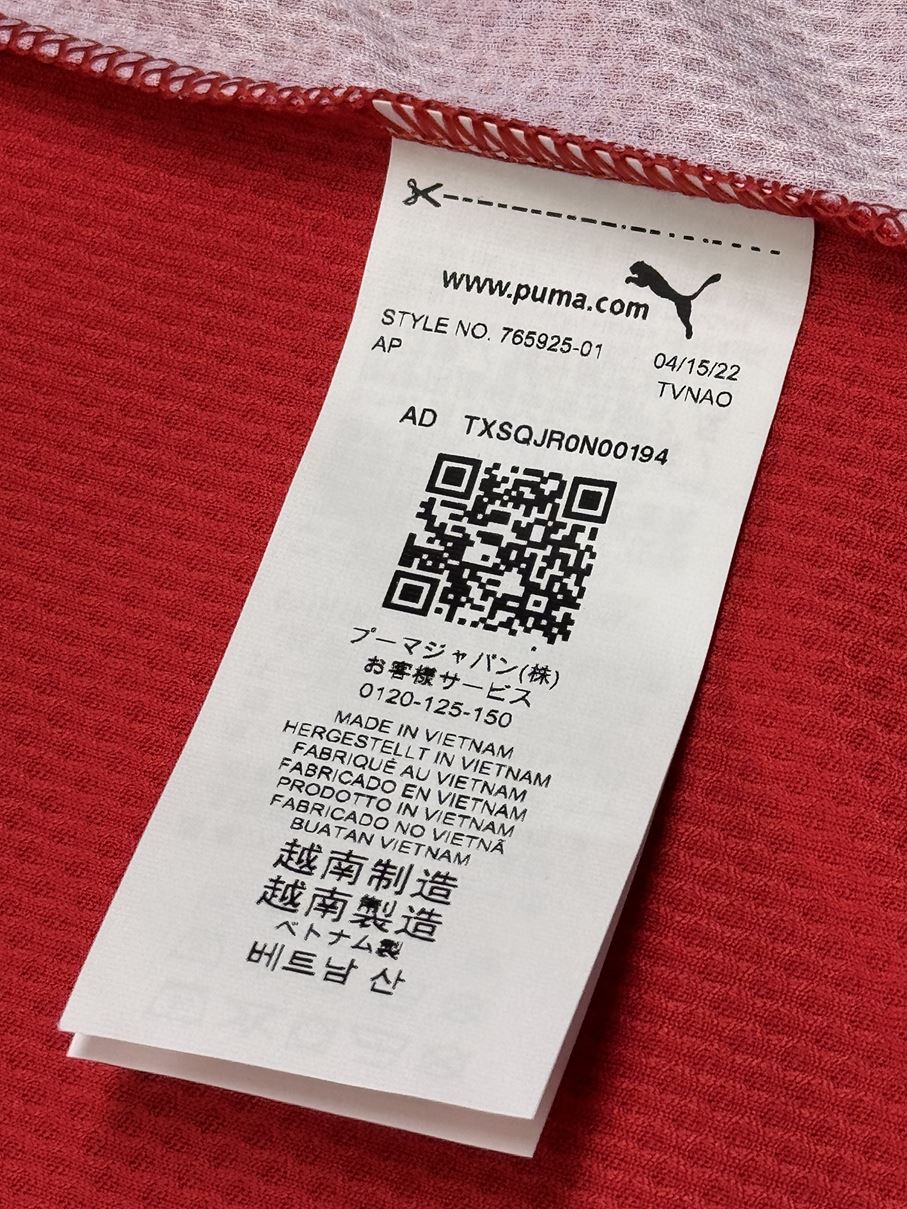 www.puma.com
STYLE NO. 765925-01 04/15/22
AP TVNAO
AD TXSQJR0N00194
プーマジャパン(株)
お客様サービス
0120-125-150
MADE IN VIETNAM
HERGESTELLT IN VIETNAM
FABRIQUÉ AU VIETNAM
FABRICADO EN VIETNAM
PRODOTTO IN VIETNAM
FABRICADO NO VIETNÃ
BUATAN VIETNAM
越南制造
越南製造
ベトナム製
베트남 산